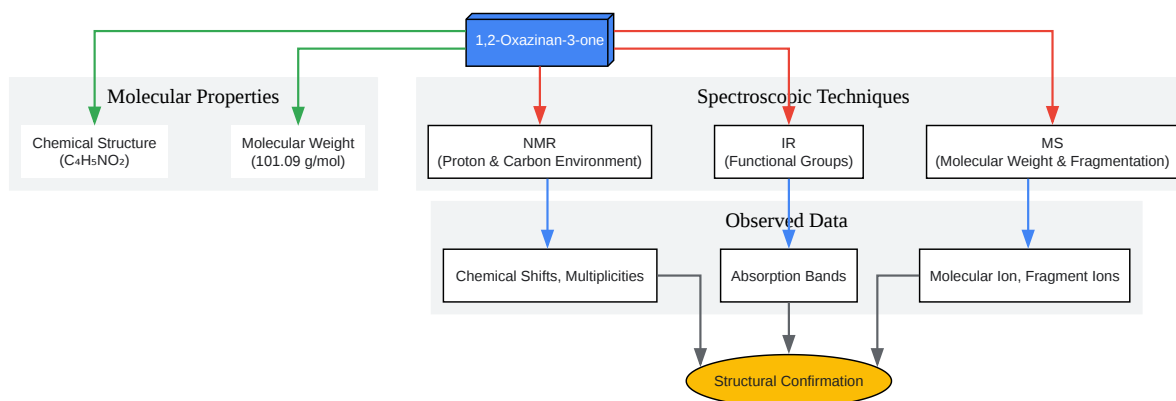 1,2-Oxazinan-3-one
Molecular Properties
Spectroscopic Techniques
Chemical Structure
(C₄H₅NO₂)
Molecular Weight
(101.09 g/mol)
NMR
(Proton & Carbon Environment)
IR
(Functional Groups)
MS
(Molecular Weight & Fragmentation)
Observed Data
Chemical Shifts, Multiplicities
Absorption Bands
Molecular Ion, Fragment Ions
Structural Confirmation